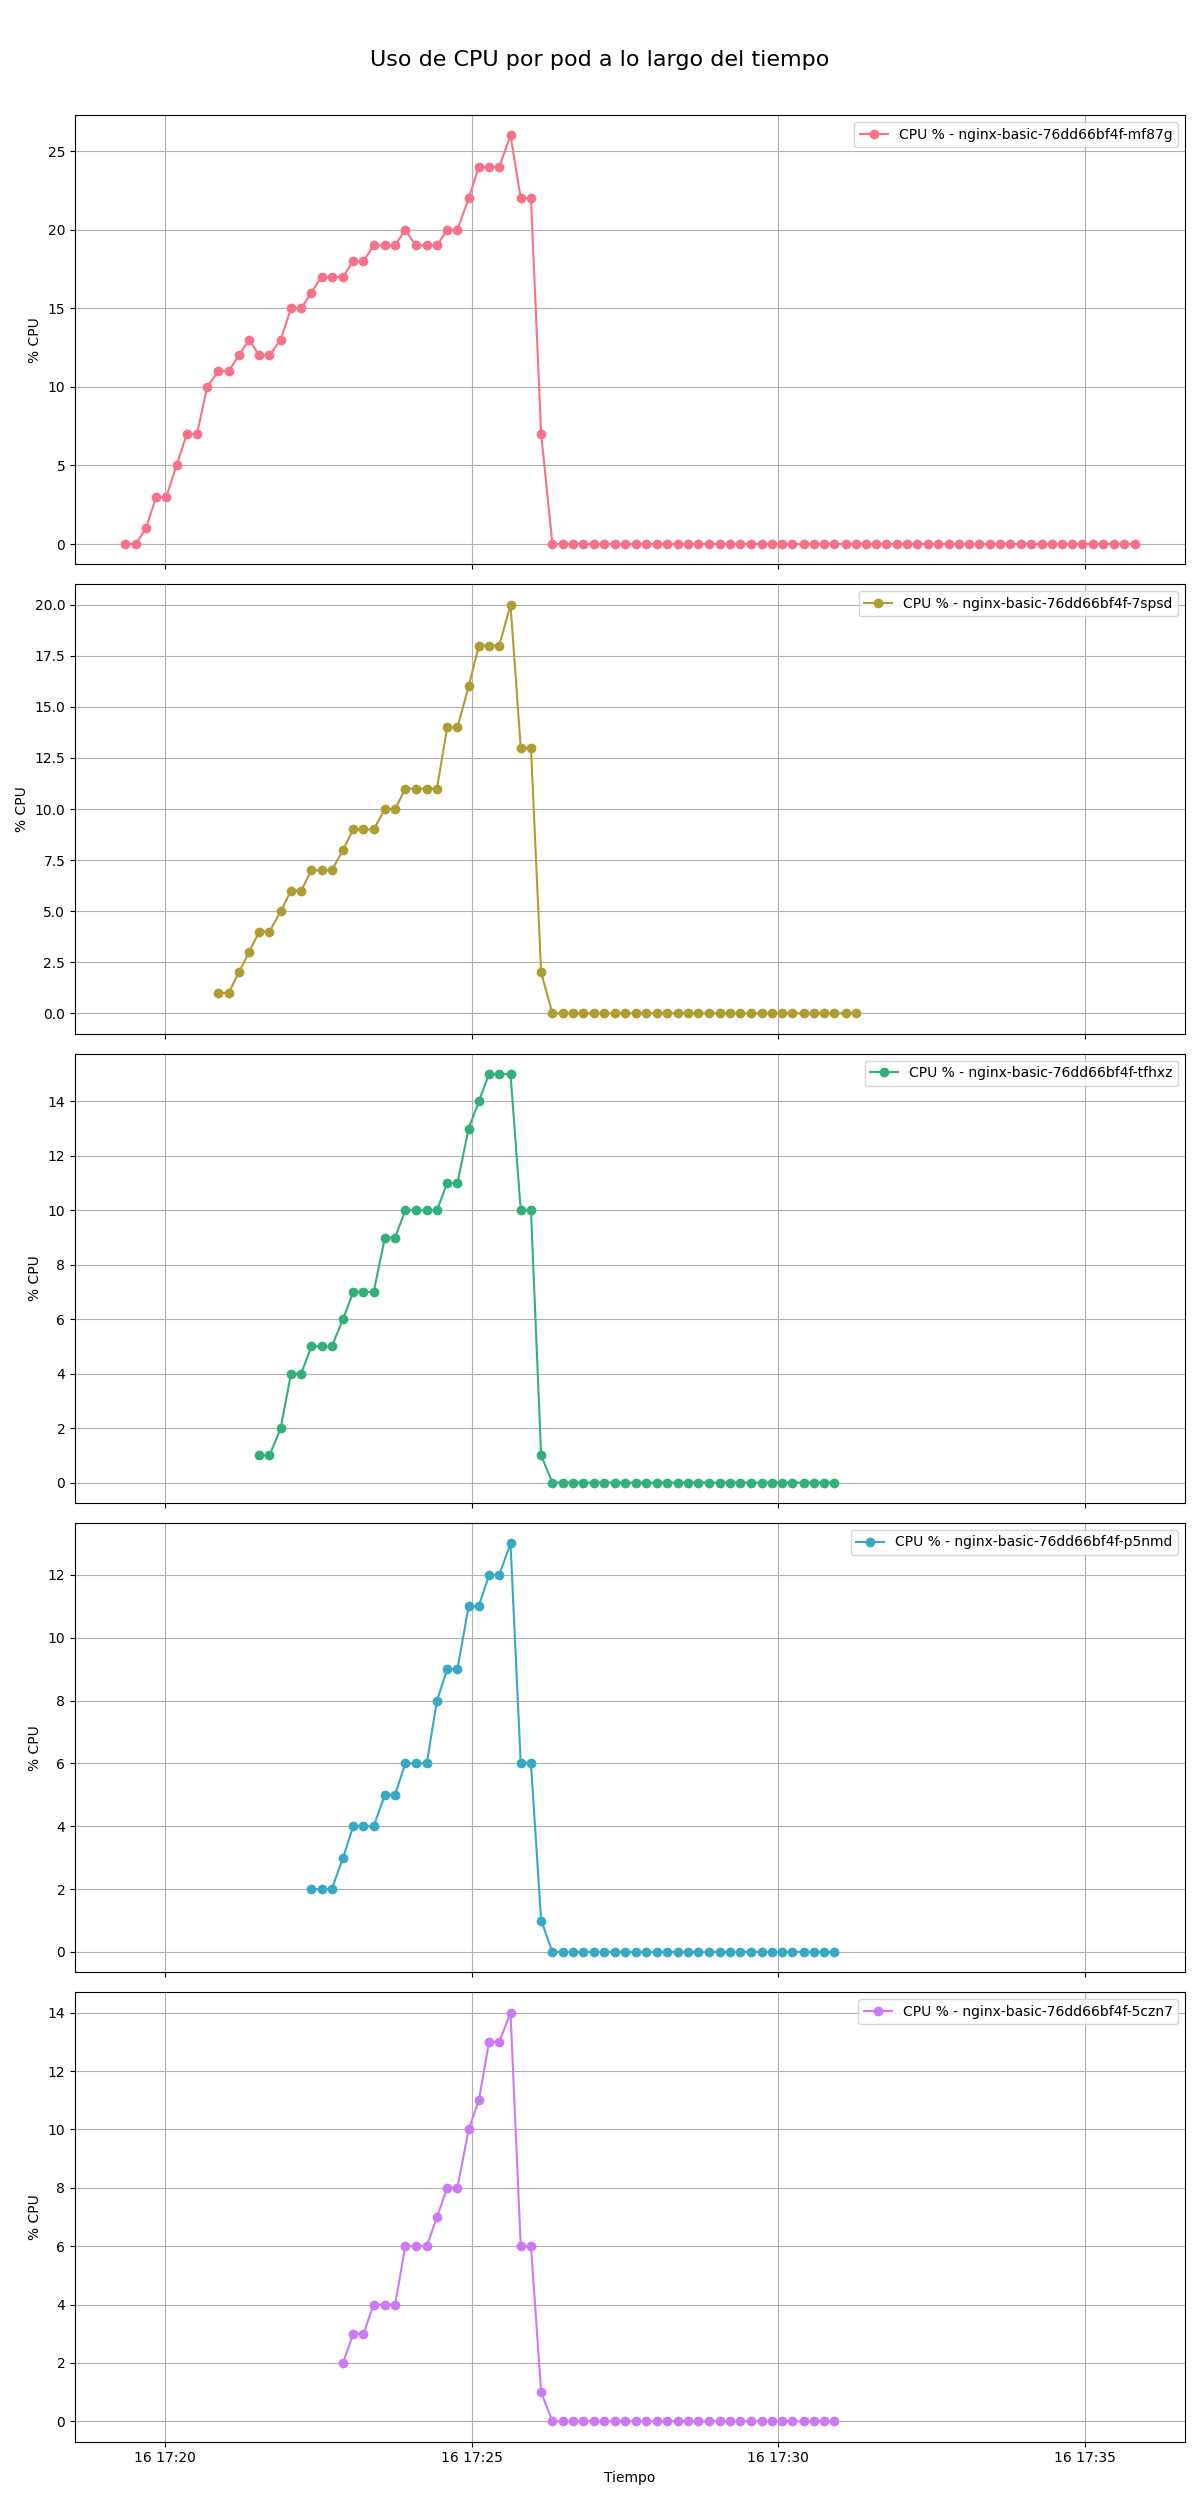 Uso de CPU por pod a lo largo del tiempo
CPU % - nginx-basic-76dd66bf4f-mf87g
25
20
15
10
5
0
% CPU
CPU % - nginx-basic-76dd66bf4f-7spsd
20.0
17.5
15.0
12.5
10.0
7.5
5.0
2.5
0.0
% CPU
CPU % - nginx-basic-76dd66bf4f-tfhxz
14
12
10
8
6
4
2
0
% CPU
CPU % - nginx-basic-76dd66bf4f-p5nmd
12
10
8
6
4
2
0
% CPU
CPU % - nginx-basic-76dd66bf4f-5czn7
14
12
10
8
6
4
2
0
% CPU
16 17:20 16 17:25 16 17:30 16 17:35
Tiempo